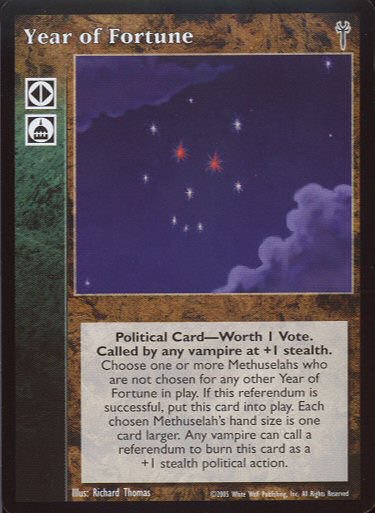 Year of Fortune
Political Card—Worth 1 Vote.
Called by any vampire at +1 stealth.
Choose one or more Methuselahs who
are not chosen for any other Year of
Fortune in play. If this referendum is
successful, put this card into play. Each
chosen Methuselah's hand size is one
card larger. Any vampire can call a
referendum to burn this card as a
+1 stealth political action.
Illus: Richard Thomas ©2005 White Wolf Publishing, Inc. All Rights Reserved